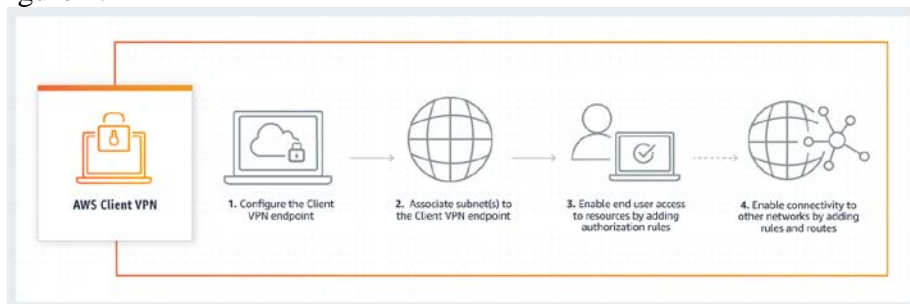 AWS Client VPN
1. Configure the Client
VPN endpoint
2. Associate subnet(s) to
the Client VPN endpoint
3. Enable end user access
to resources by adding
authorization rules
4. Enable connectivity to
other networks by adding
rules and routes